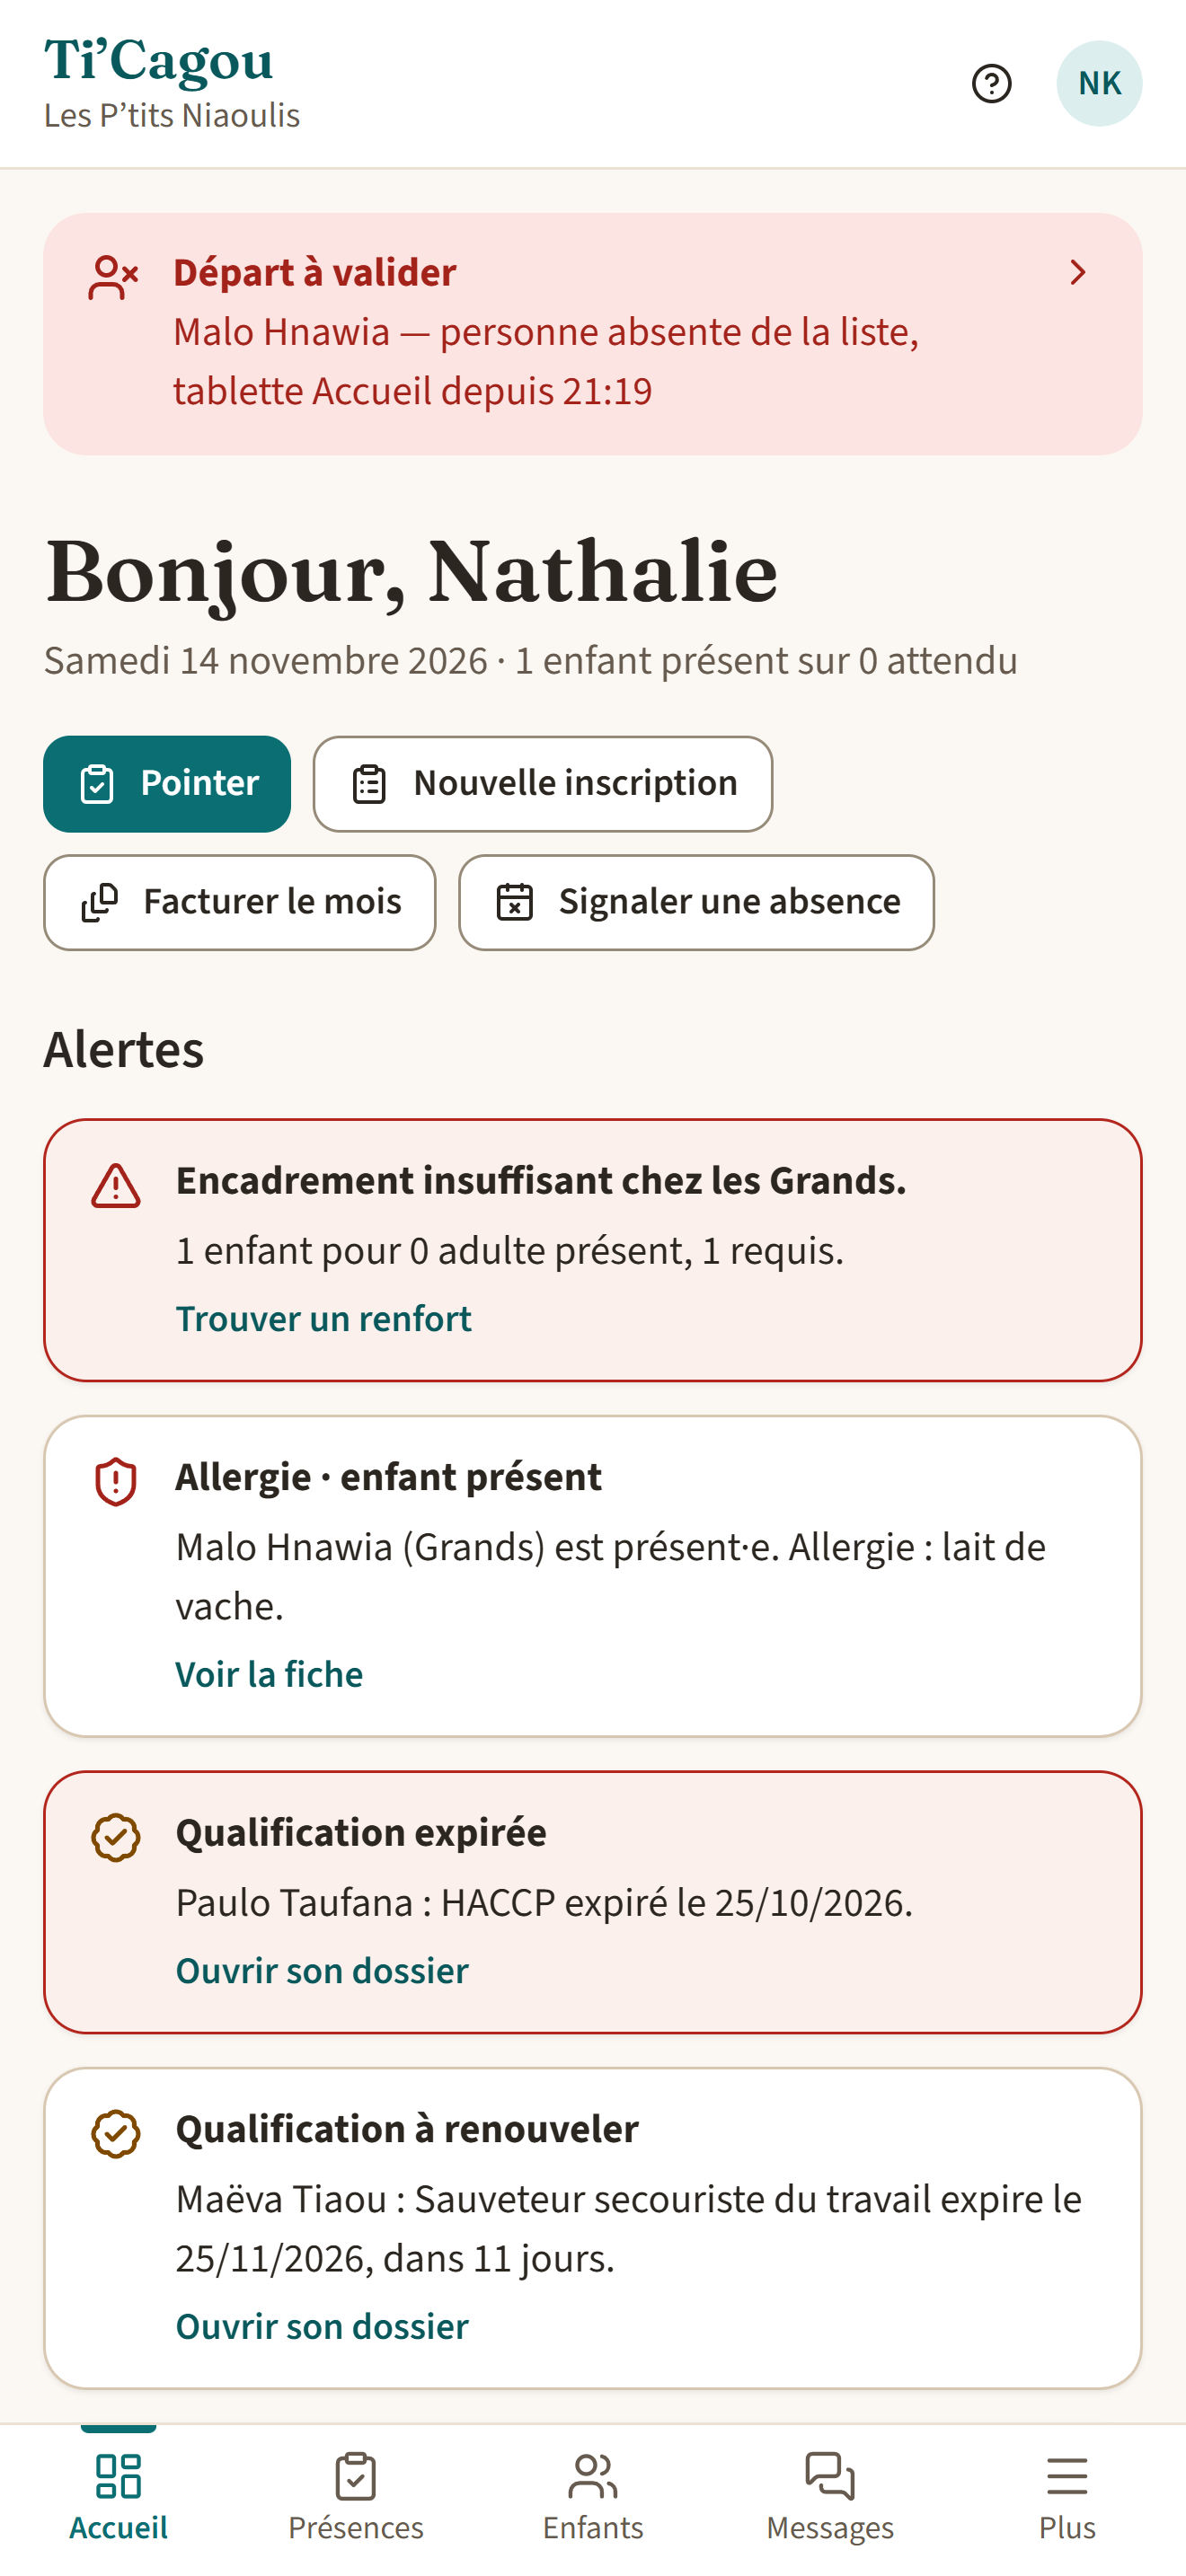 Ti’Cagou
Les P’tits Niaoulis
NK
Départ à valider
Malo Hnawia — personne absente de la liste,
tablette Accueil depuis 21:19
Bonjour, Nathalie
Samedi 14 novembre 2026 · 1 enfant présent sur 0 attendu
Pointer
Nouvelle inscription
Facturer le mois
Signaler une absence
Alertes
Encadrement insuffisant chez les Grands.
1 enfant pour 0 adulte présent, 1 requis.
Trouver un renfort
Allergie · enfant présent
Malo Hnawia (Grands) est présent·e. Allergie : lait de
vache.
Voir la fiche
Qualification expirée
Paulo Taufana : HACCP expiré le 25/10/2026.
Ouvrir son dossier
Qualification à renouveler
Maëva Tiaou : Sauveteur secouriste du travail expire le
25/11/2026, dans 11 jours.
Ouvrir son dossier
Accueil
Présences
Enfants
Messages
Plus